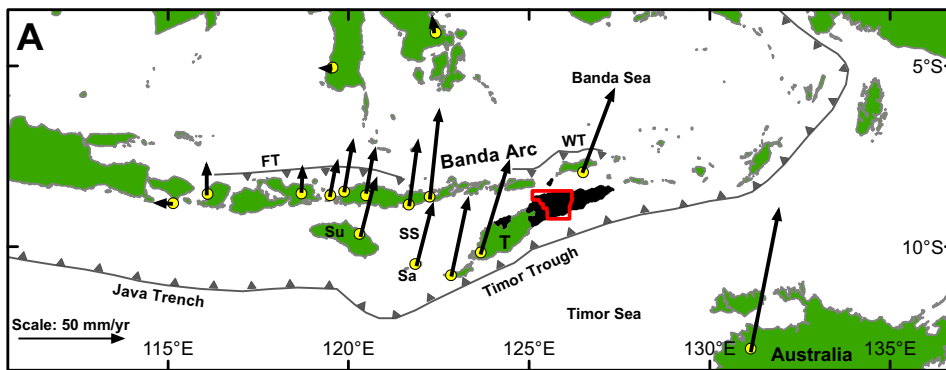 A
5°S
Banda Sea
FT
Banda Arc
WT
Su
SS
T
Sa
10°S
Timor Trough
Java Trench
Timor Sea
Scale: 50 mm/yr
115°E
120°E
125°E
130°E
135°E
Australia